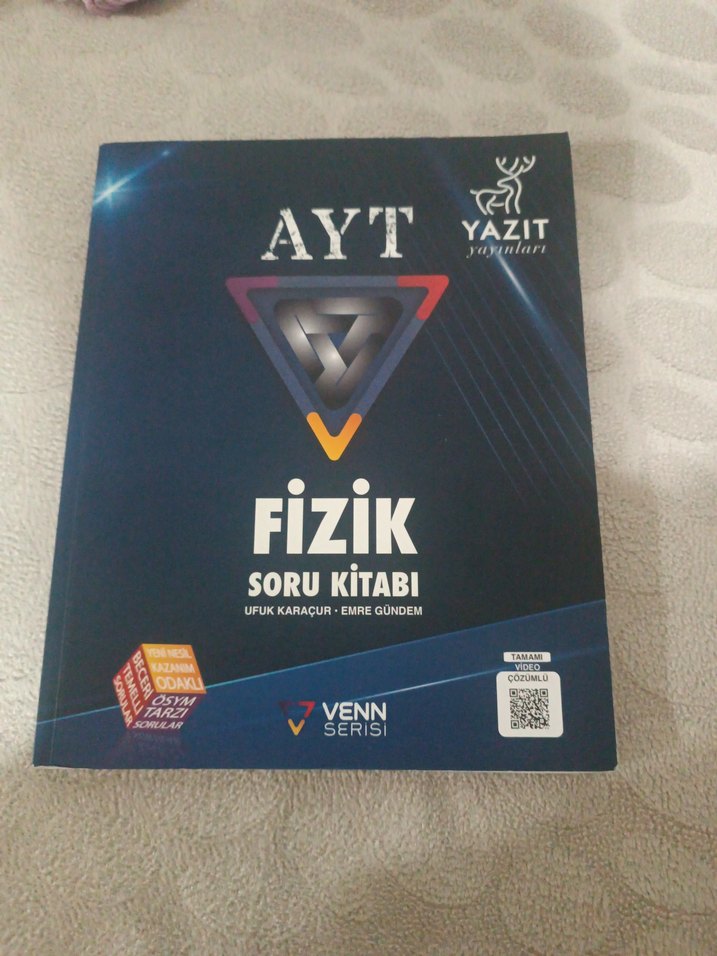 AYT
YAZIT
yayınları
FİZİK
SORU KİTABI
UFUK KARAÇUR • EMRE GÜNDEM
YENİ NESİL
KAZANIM
ODAKLI
BECERİ
TEMELLİ
SORULAR
ÖSYM
TARZI
SORULAR
VENN
SERİSİ
TAMAMI
VİDEO
ÇÖZÜMLÜ